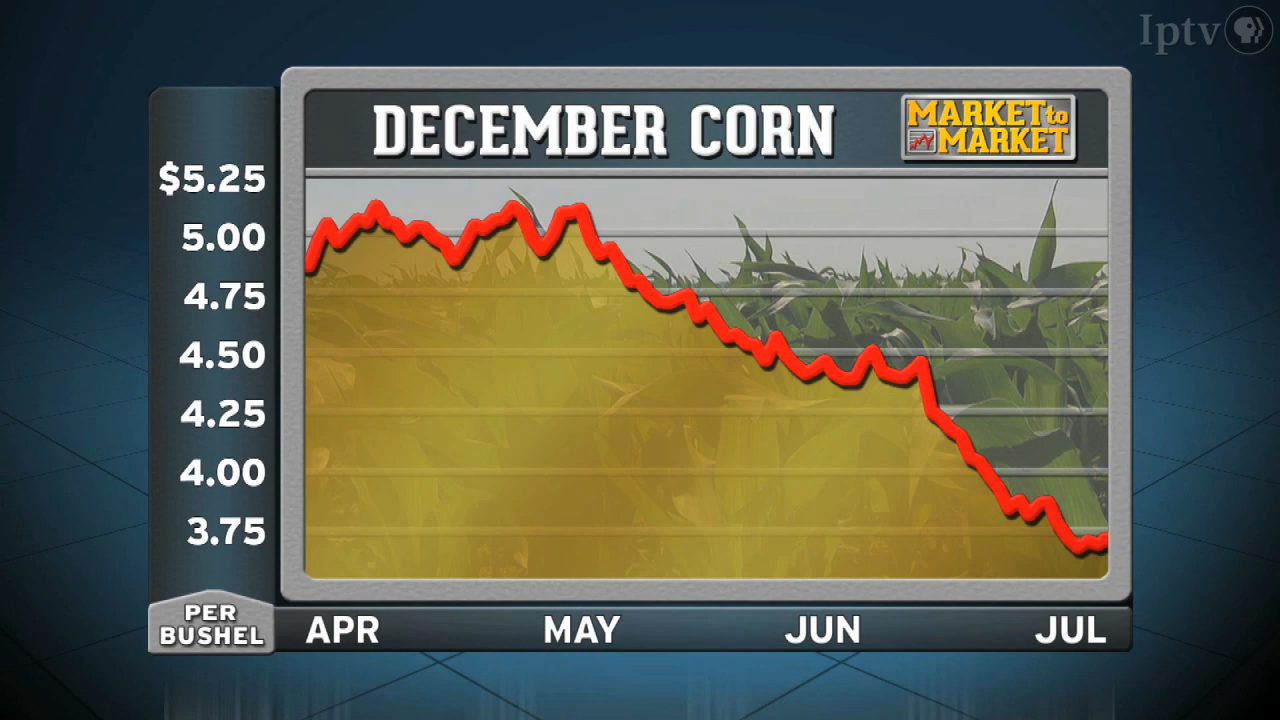 Iptv
DECEMBER CORN
MARKET to
MARKET
$5.25
5.00
4.75
4.50
4.25
4.00
3.75
PER
BUSHEL
APR MAY JUN JUL